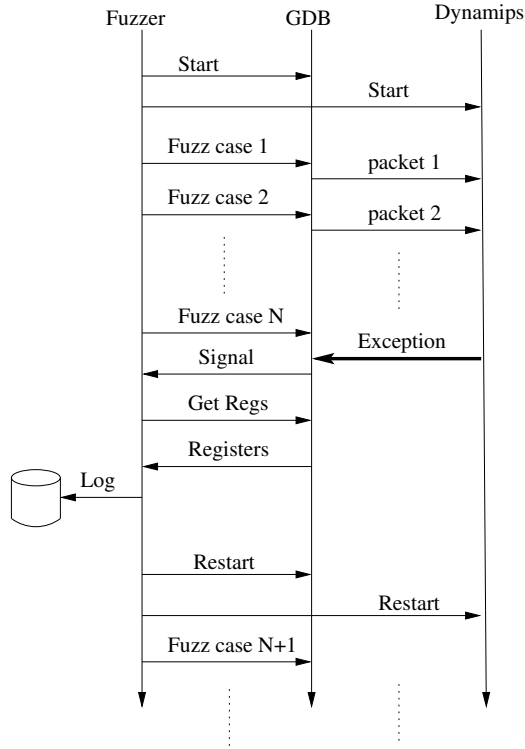 Fuzzer
GDB
Dynamips
Start
Start
Fuzz case 1
packet 1
Fuzz case 2
packet 2
Fuzz case N
Exception
Signal
Get Regs
Registers
Log
Restart
Restart
Fuzz case N+1